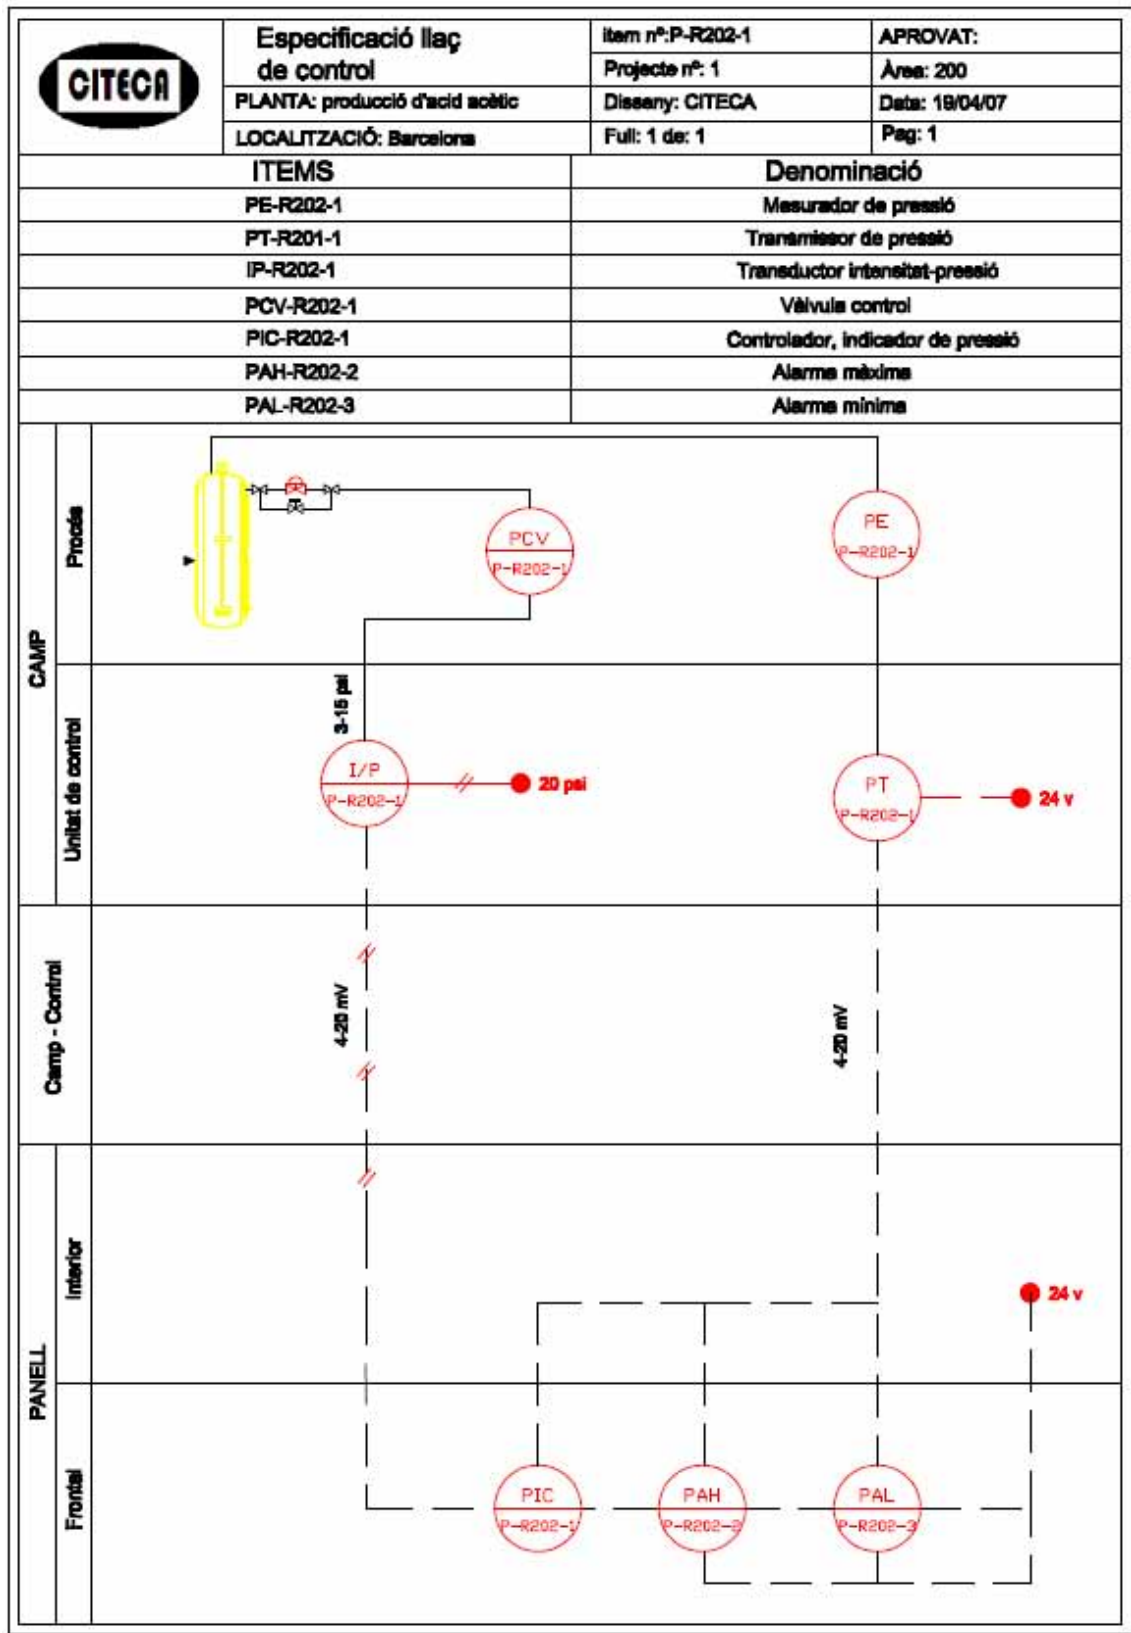 CITECA
Especificació llaç
de control
PLANTA: producció d'acid acètic
LOCALITZACIÓ: Barcelona
item nº:P-R202-1
Projecte nº: 1
Disseny: CITECA
Full: 1 de: 1
APROVAT:
Àrea: 200
Data: 19/04/07
Pag: 1
ITEMS Denominació
PE-R202-1 Mesurador de pressió
PT-R201-1 Transmissor de pressió
IP-R202-1 Transductor intensitat-pressió
PCV-R202-1 Vàlvula control
PIC-R202-1 Controlador, indicador de pressió
PAH-R202-2 Alarma màxima
PAL-R202-3 Alarma mínima
CAMP
Procés
PCV
P-R202-1
PE
P-R202-1
Unitat de control
3-15 psi
I/P
P-R202-1
20 psi
PT
P-R202-1
24 v
Camp - Control
4-20 mV
4-20 mV
PANELL
Interior
24 v
Frontal
PIC
P-R202-1
PAH
P-R202-2
PAL
P-R202-3